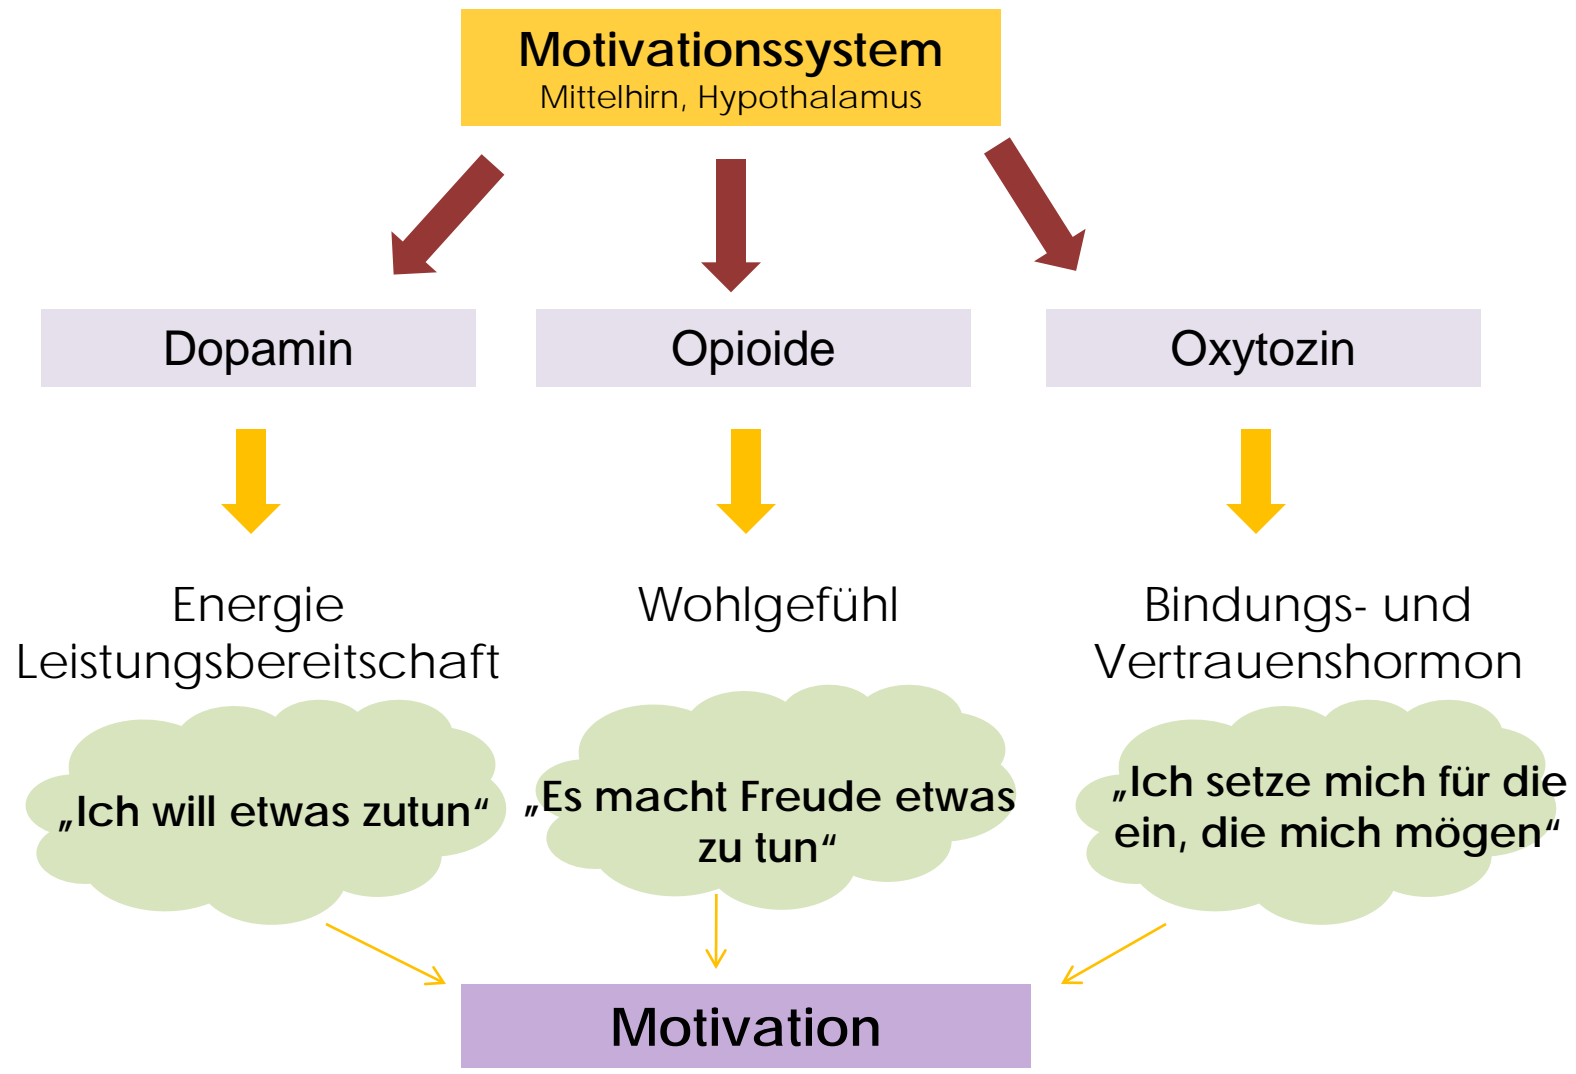 Motivationssystem
Mittelhirn, Hypothalamus
Dopamin
Opioide
Oxytozin
Energie
Leistungsbereitschaft
Wohlgefühl
Bindungs- und
Vertrauenshormon
„Ich will etwas zutun“
„Es macht Freude etwas
zu tun“
„Ich setze mich für die
ein, die mich mögen“
Motivation